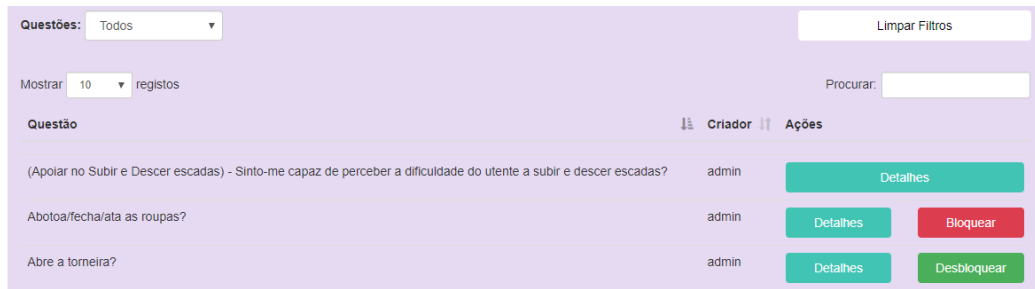 Questões: Todos Limpar Filtros
Mostrar 10 registos Procurar:
Questão Criador Ações
(Apoiar no Subir e Descer escadas) - Sinto-me capaz de perceber a dificuldade do utente a subir e descer escadas? admin Detalhes
Abotoa/fecha/ata as roupas? admin Detalhes Bloquear
Abre a torneira? admin Detalhes Desbloquear